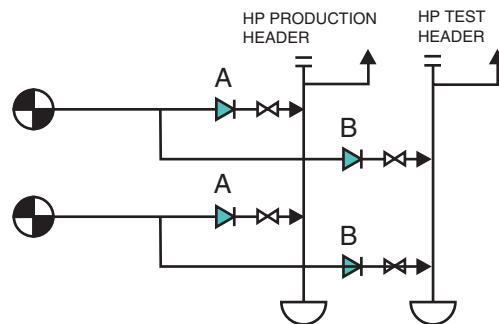 HP PRODUCTION
HEADER
HP TEST
HEADER
A
B
A
B